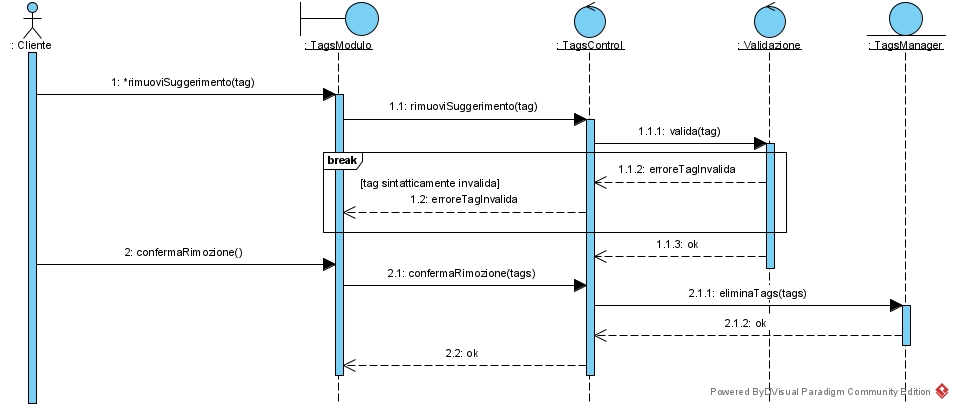 : Cliente
: TagsModulo
: TagsControl
: Validazione
: TagsManager
1: *rimuoviSuggerimento(tag)
1.1: rimuoviSuggerimento(tag)
1.1.1: valida(tag)
break
1.1.2: erroreTagInvalida
[tag sintatticamente invalida]
1.2: erroreTagInvalida
1.1.3: ok
2: confermaRimozione()
2.1: confermaRimozione(tags)
2.1.1: eliminaTags(tags)
2.1.2: ok
2.2: ok
Powered ByDVisual Paradigm Community Edition